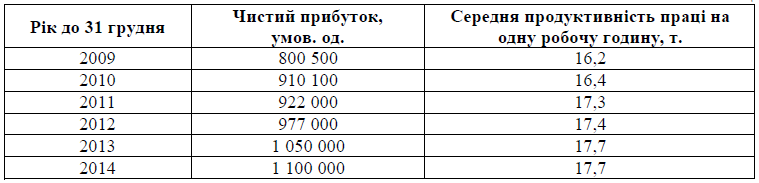 Рік до 31 грудня
Чистий прибуток,
умов. од.
Середня продуктивність праці на
одну робочу годину, т.
2009 800 500 16,2
2010 910 100 16,4
2011 922 000 17,3
2012 977 000 17,4
2013 1 050 000 17,7
2014 1 100 000 17,7